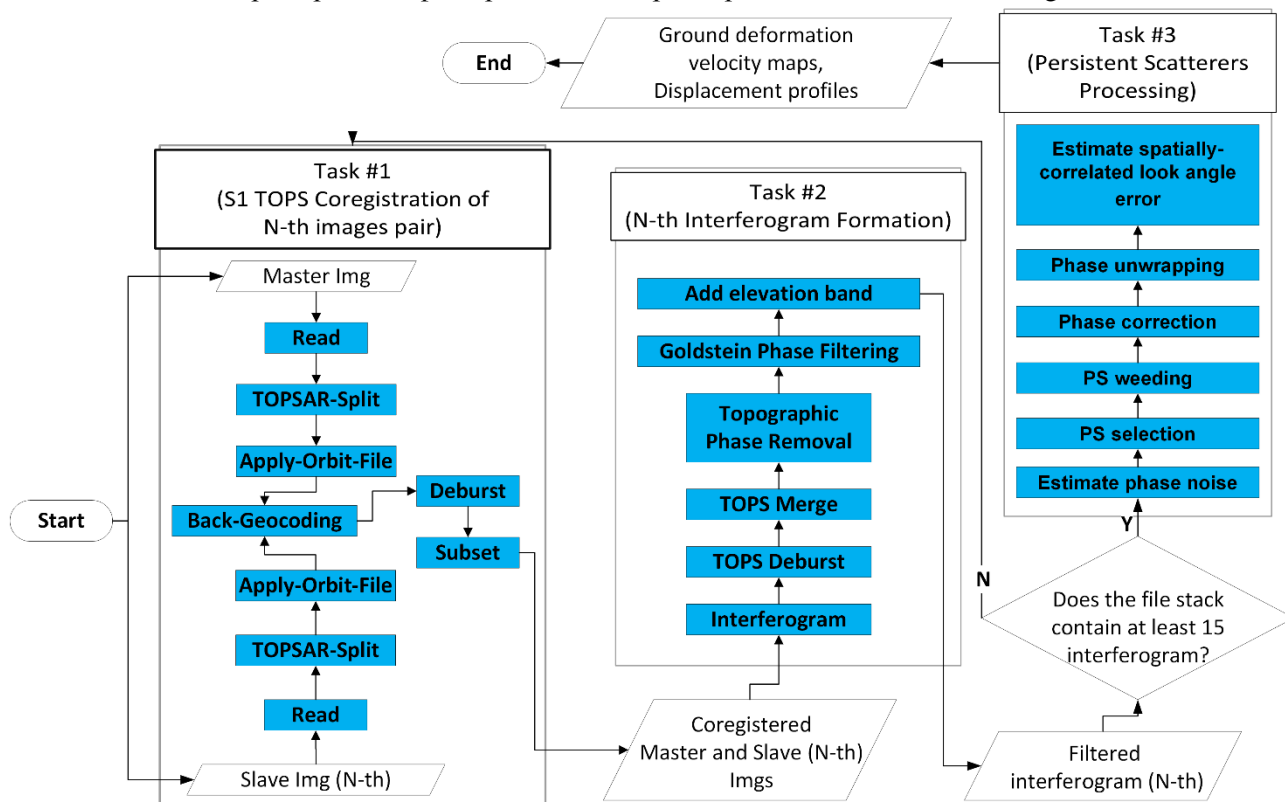 End
Ground deformation
velocity maps,
Displacement profiles
Task #3
(Persistent Scatterers
Processing)
Estimate spatially-
correlated look angle
error
Phase unwrapping
Phase correction
PS weeding
PS selection
Estimate phase noise
Y
N
Does the file stack
contain at least 15
interferogram?
Filtered
interferogram (N-th)
Task #1
(S1 TOPS Coregistration of
N-th images pair)
Master Img
Read
TOPSAR-Split
Apply-Orbit-File
Start
Back-Geocoding
Deburst
Subset
Apply-Orbit-File
TOPSAR-Split
Read
Slave Img (N-th)
Task #2
(N-th Interferogram Formation)
Add elevation band
Goldstein Phase Filtering
Topographic
Phase Removal
TOPS Merge
TOPS Deburst
Interferogram
Coregistered
Master and Slave (N-th)
Imgs